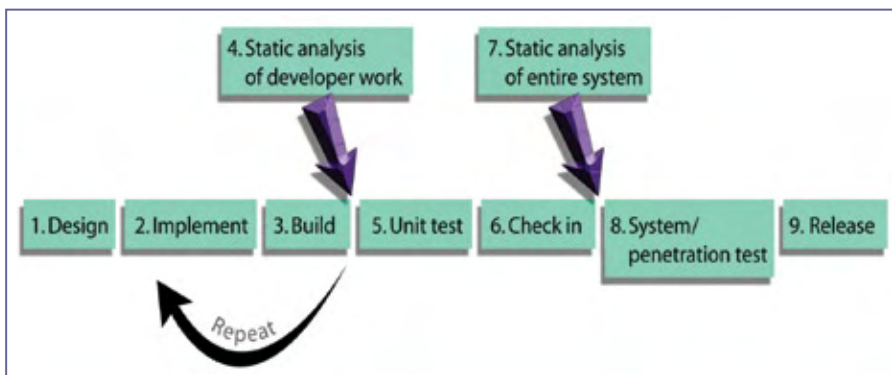 4. Static analysis
of developer work
7. Static analysis
of entire system
1. Design
2. Implement
3. Build
5. Unit test
6. Check in
8. System/
penetration test
9. Release
Repeat